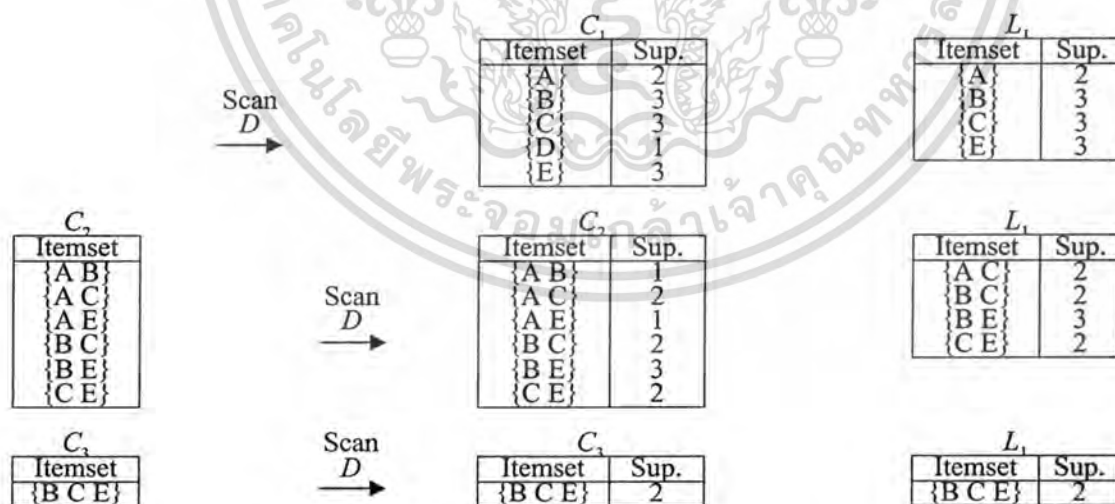 C₁
Itemset Sup.
{A} 2
{B} 3
{C} 3
{D} 1
{E} 3
Scan
D
L₁
Itemset Sup.
{A} 2
{B} 3
{C} 3
{E} 3
C₂
Itemset
{A B}
{A C}
{A E}
{B C}
{B E}
{C E}
Scan
D
C₂
Itemset Sup.
{A B} 1
{A C} 2
{A E} 1
{B C} 2
{B E} 3
{C E} 2
L₁
Itemset Sup.
{A C} 2
{B C} 2
{B E} 3
{C E} 2
C₃
Itemset
{B C E}
Scan
D
C₃
Itemset Sup.
{B C E} 2
L₁
Itemset Sup.
{B C E} 2